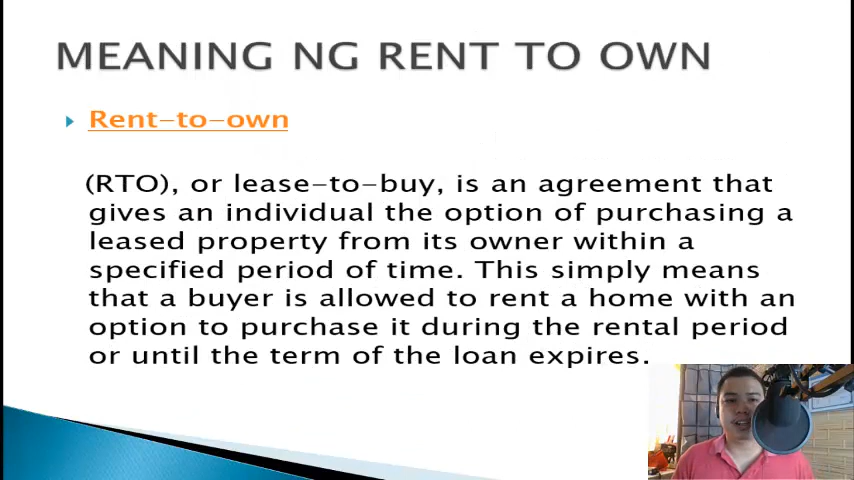 MEANING NG RENT TO OWN
Rent-to-own
(RTO), or lease-to-buy, is an agreement that
gives an individual the option of purchasing a
leased property from its owner within a
specified period of time. This simply means
that a buyer is allowed to rent a home with an
option to purchase it during the rental period
or until the term of the loan expires.